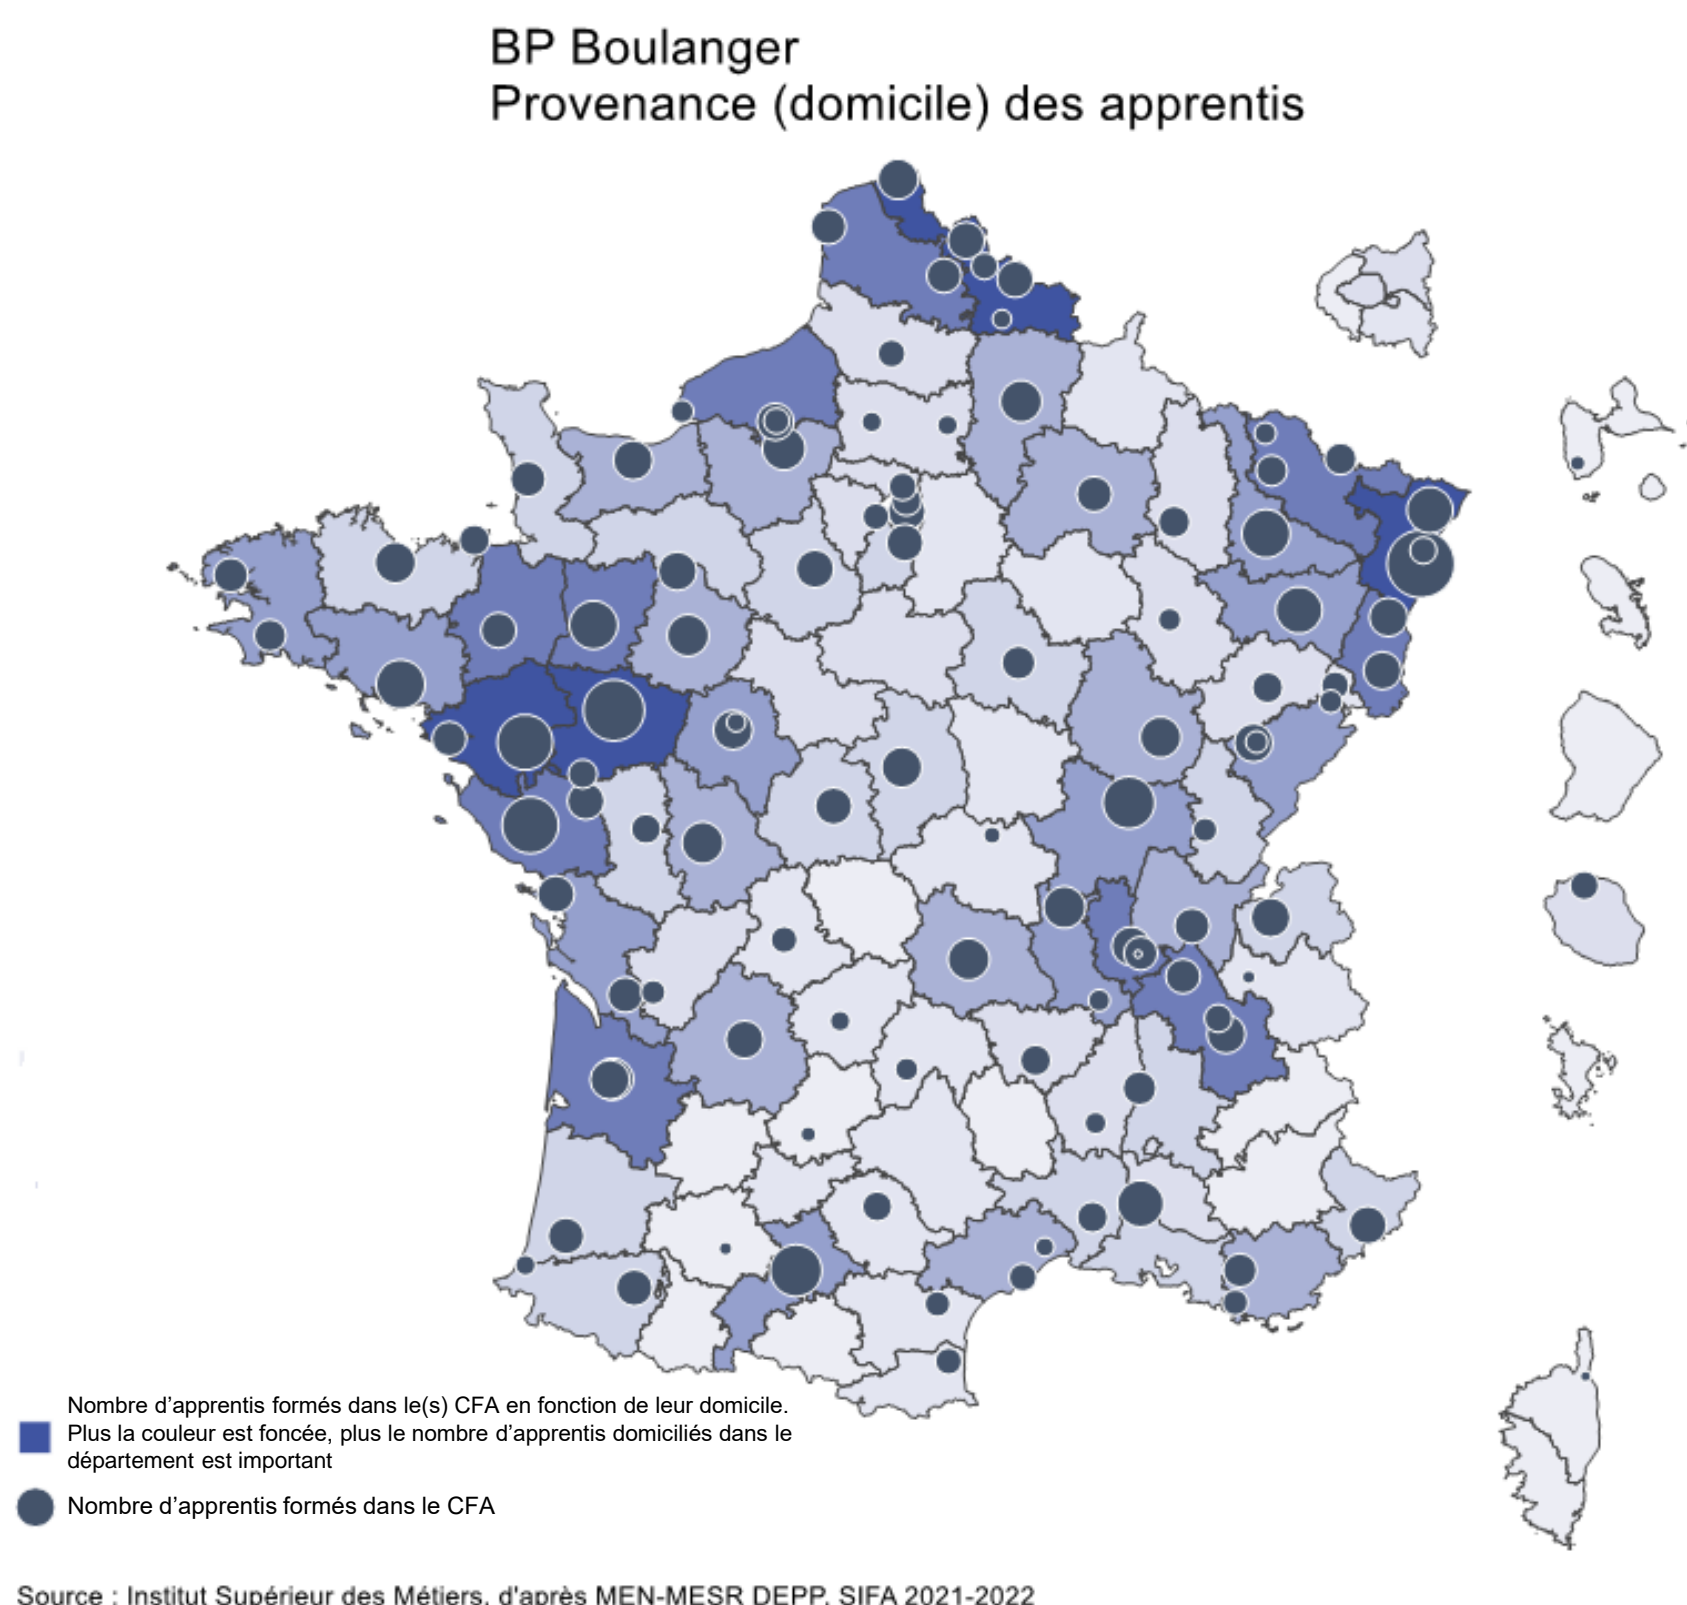 BP Boulanger
Provenance (domicile) des apprentis
Nombre d’apprentis formés dans le(s) CFA en fonction de leur domicile.
Plus la couleur est foncée, plus le nombre d’apprentis domiciliés dans le
département est important
Nombre d’apprentis formés dans le CFA
Source : Institut Supérieur des Métiers, d'après MEN-MESR DEPP, SIFA 2021-2022